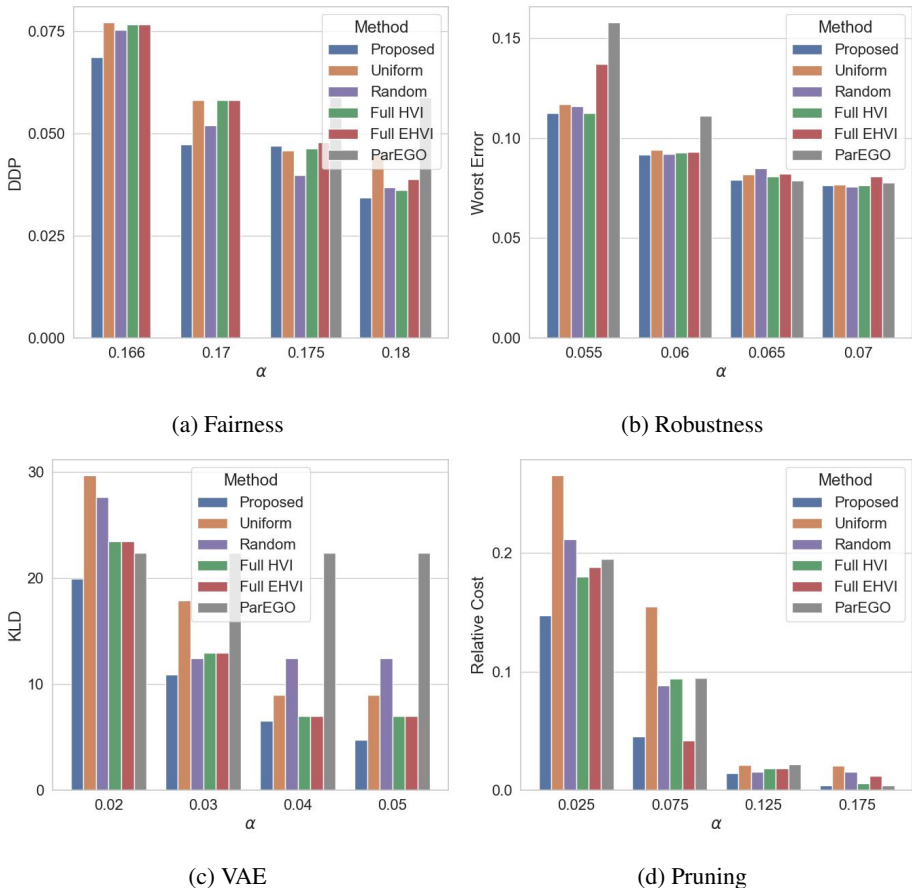 0.075
0.050
0.025
0.000
DDP
0.166
0.17
0.175
0.18
α
Method
Proposed
Uniform
Random
Full HVI
Full EHVI
ParEGO
(a) Fairness
0.15
0.10
0.05
0.00
Worst Error
0.055
0.06
0.065
0.07
α
Method
Proposed
Uniform
Random
Full HVI
Full EHVI
ParEGO
(b) Robustness
30
20
10
0
KLD
0.02
0.03
0.04
0.05
α
Method
Proposed
Uniform
Random
Full HVI
Full EHVI
ParEGO
(c) VAE
0.2
0.1
0.0
Relative Cost
0.025
0.075
0.125
0.175
α
Method
Proposed
Uniform
Random
Full HVI
Full EHVI
ParEGO
(d) Pruning